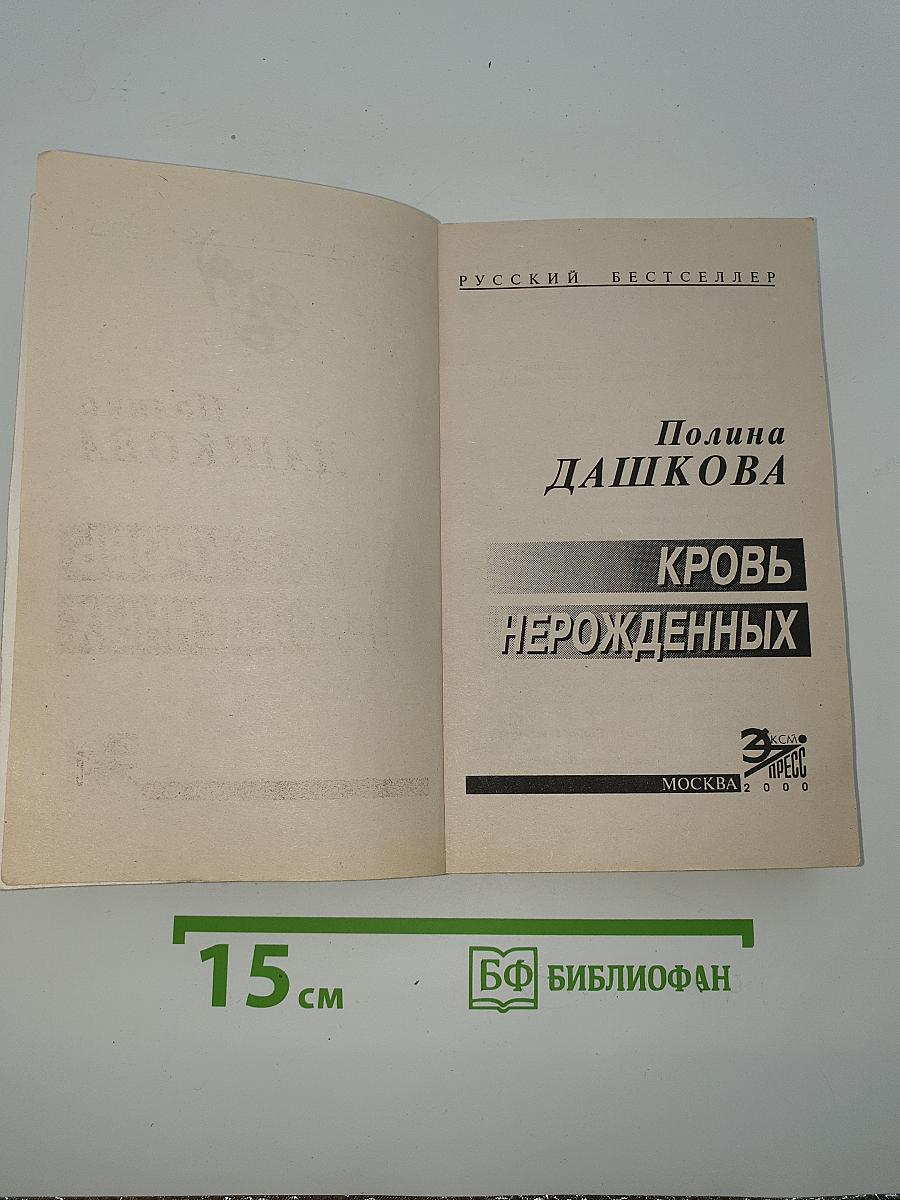 РУССКИЙ БЕСТСЕЛЛЕР
Полина
ДАШКОВА
КРОВЬ
НЕРОЖДЕННЫХ
ЭКСМО
ПРЕСС
МОСКВА 2000
15 см
БФ БИБЛИОФАН